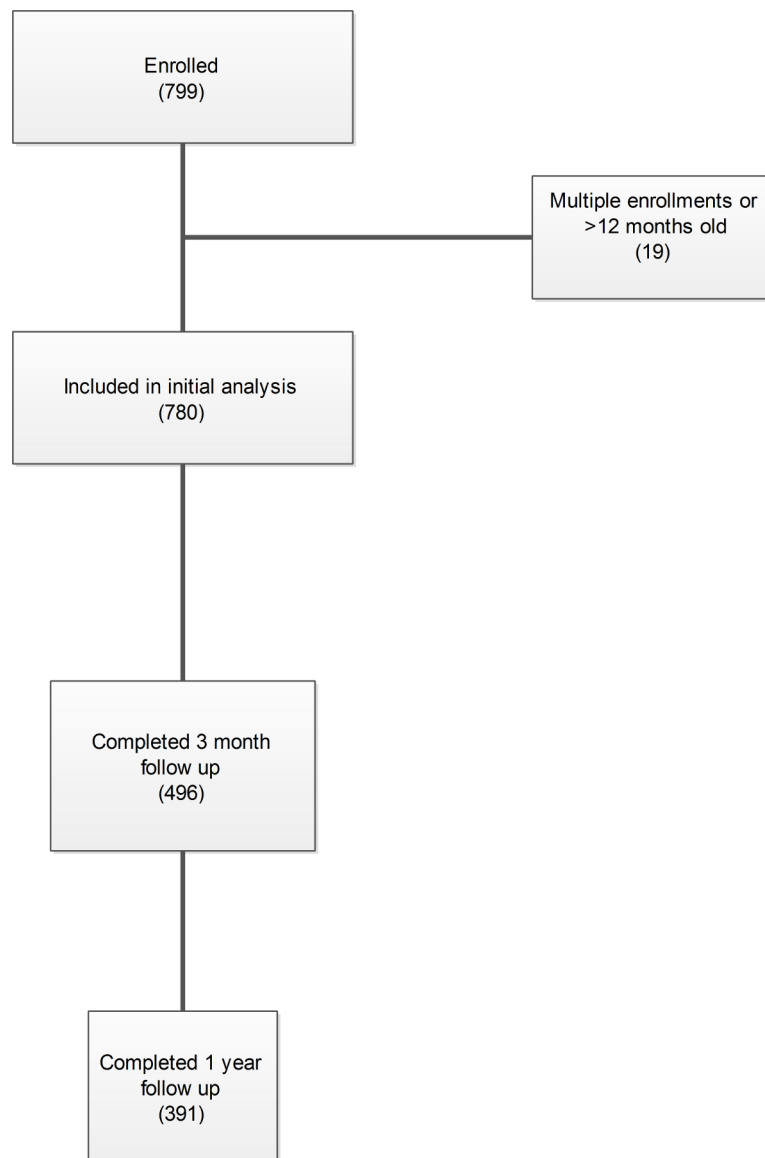 Enrolled
(799)
Multiple enrollments or
>12 months old
(19)
Included in initial analysis
(780)
Completed 3 month
follow up
(496)
Completed 1 year
follow up
(391)